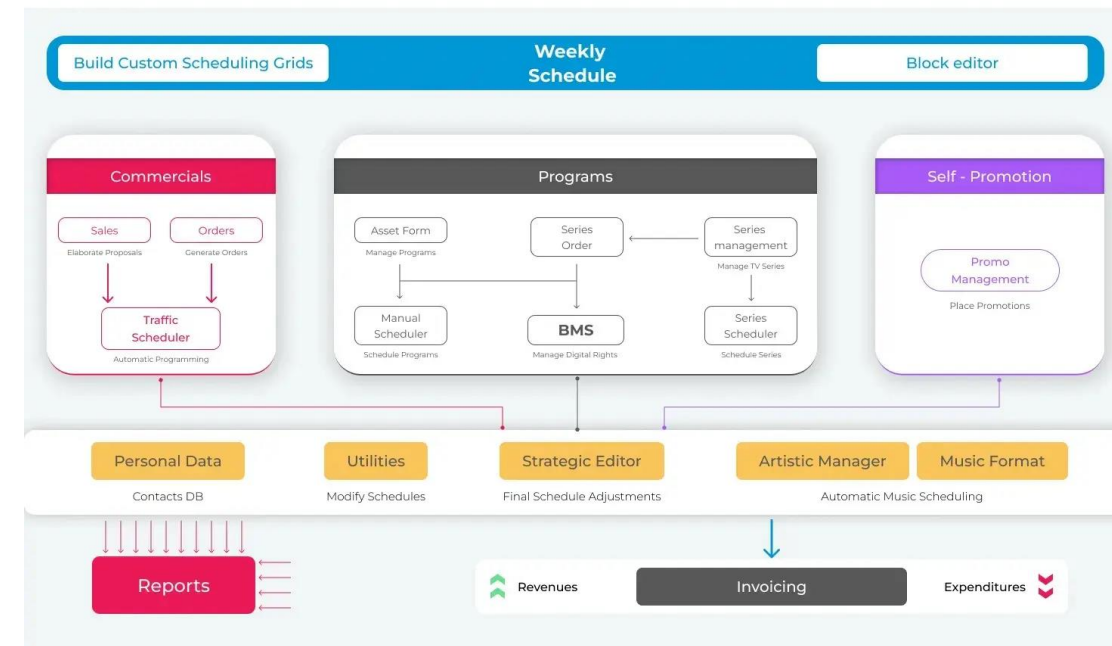 Build Custom Scheduling Grids
Weekly
Schedule
Block editor
Commercials
Sales
Elaborate Proposals
Orders
Generate Orders
Traffic
Scheduler
Automatic Programming
Programs
Asset Form
Manage Programs
Series
Order
Series
management
Manage TV Series
Manual
Scheduler
Schedule Programs
BMS
Manage Digital Rights
Series
Scheduler
Schedule Series
Self - Promotion
Promo
Management
Place Promotions
Personal Data
Contacts DB
Utilities
Modify Schedules
Strategic Editor
Final Schedule Adjustments
Artistic Manager
Music Format
Automatic Music Scheduling
Reports
Revenues
Invoicing
Expenditures